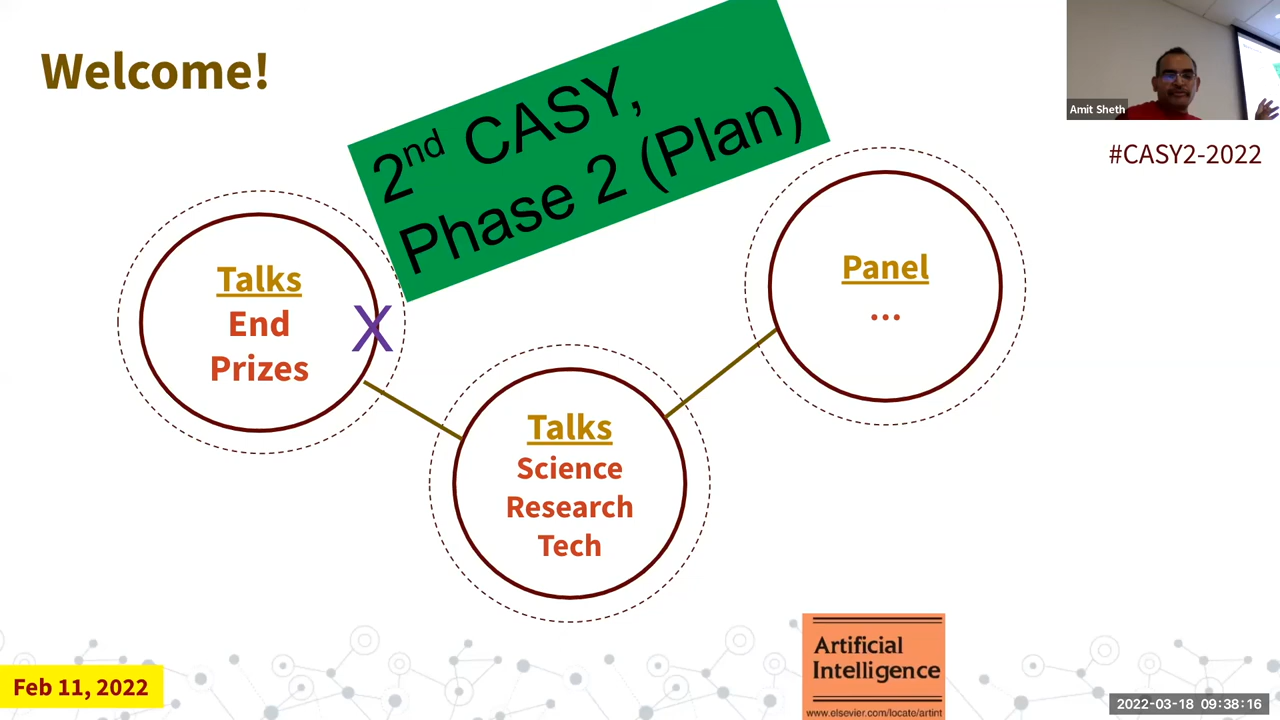 Welcome!
2nd CASY,
Phase 2 (Plan)
Amit Sheth
#CASY2-2022
Talks
End
Prizes
X
Talks
Science
Research
Tech
Panel
...
Artificial
Intelligence
www.elsevier.com/locate/artint
Feb 11, 2022
2022-03-18 09:38:16